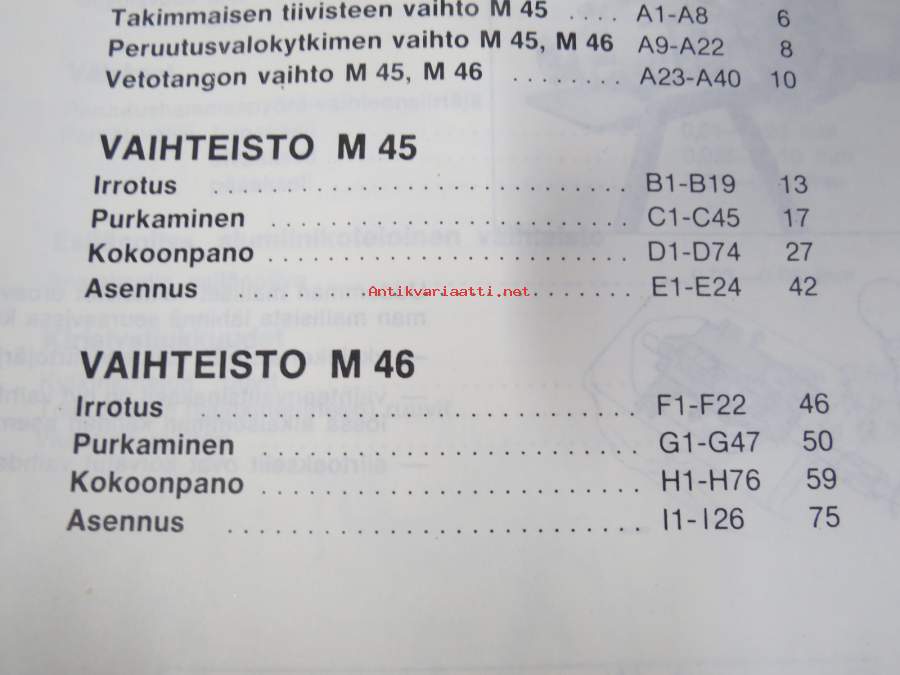 Takimmaisen tiivisteen vaihto M 45 .... A1-A8 6
Peruutusvalokytkimen vaihto M 45, M 46 A9-A22 8
Vetotangon vaihto M 45, M 46 .......... A23-A40 10
VAIHTEISTO M 45
Irrotus .............................. B1-B19 13
Purkaminen .......................... C1-C45 17
Kokoonpano .......................... D1-D74 27
Asennus .............................. E1-E24 42
Antikvariaatti.net
VAIHTEISTO M 46
Irrotus .............................. F1-F22 46
Purkaminen .......................... G1-G47 50
Kokoonpano .......................... H1-H76 59
Asennus .............................. I1-I26 75